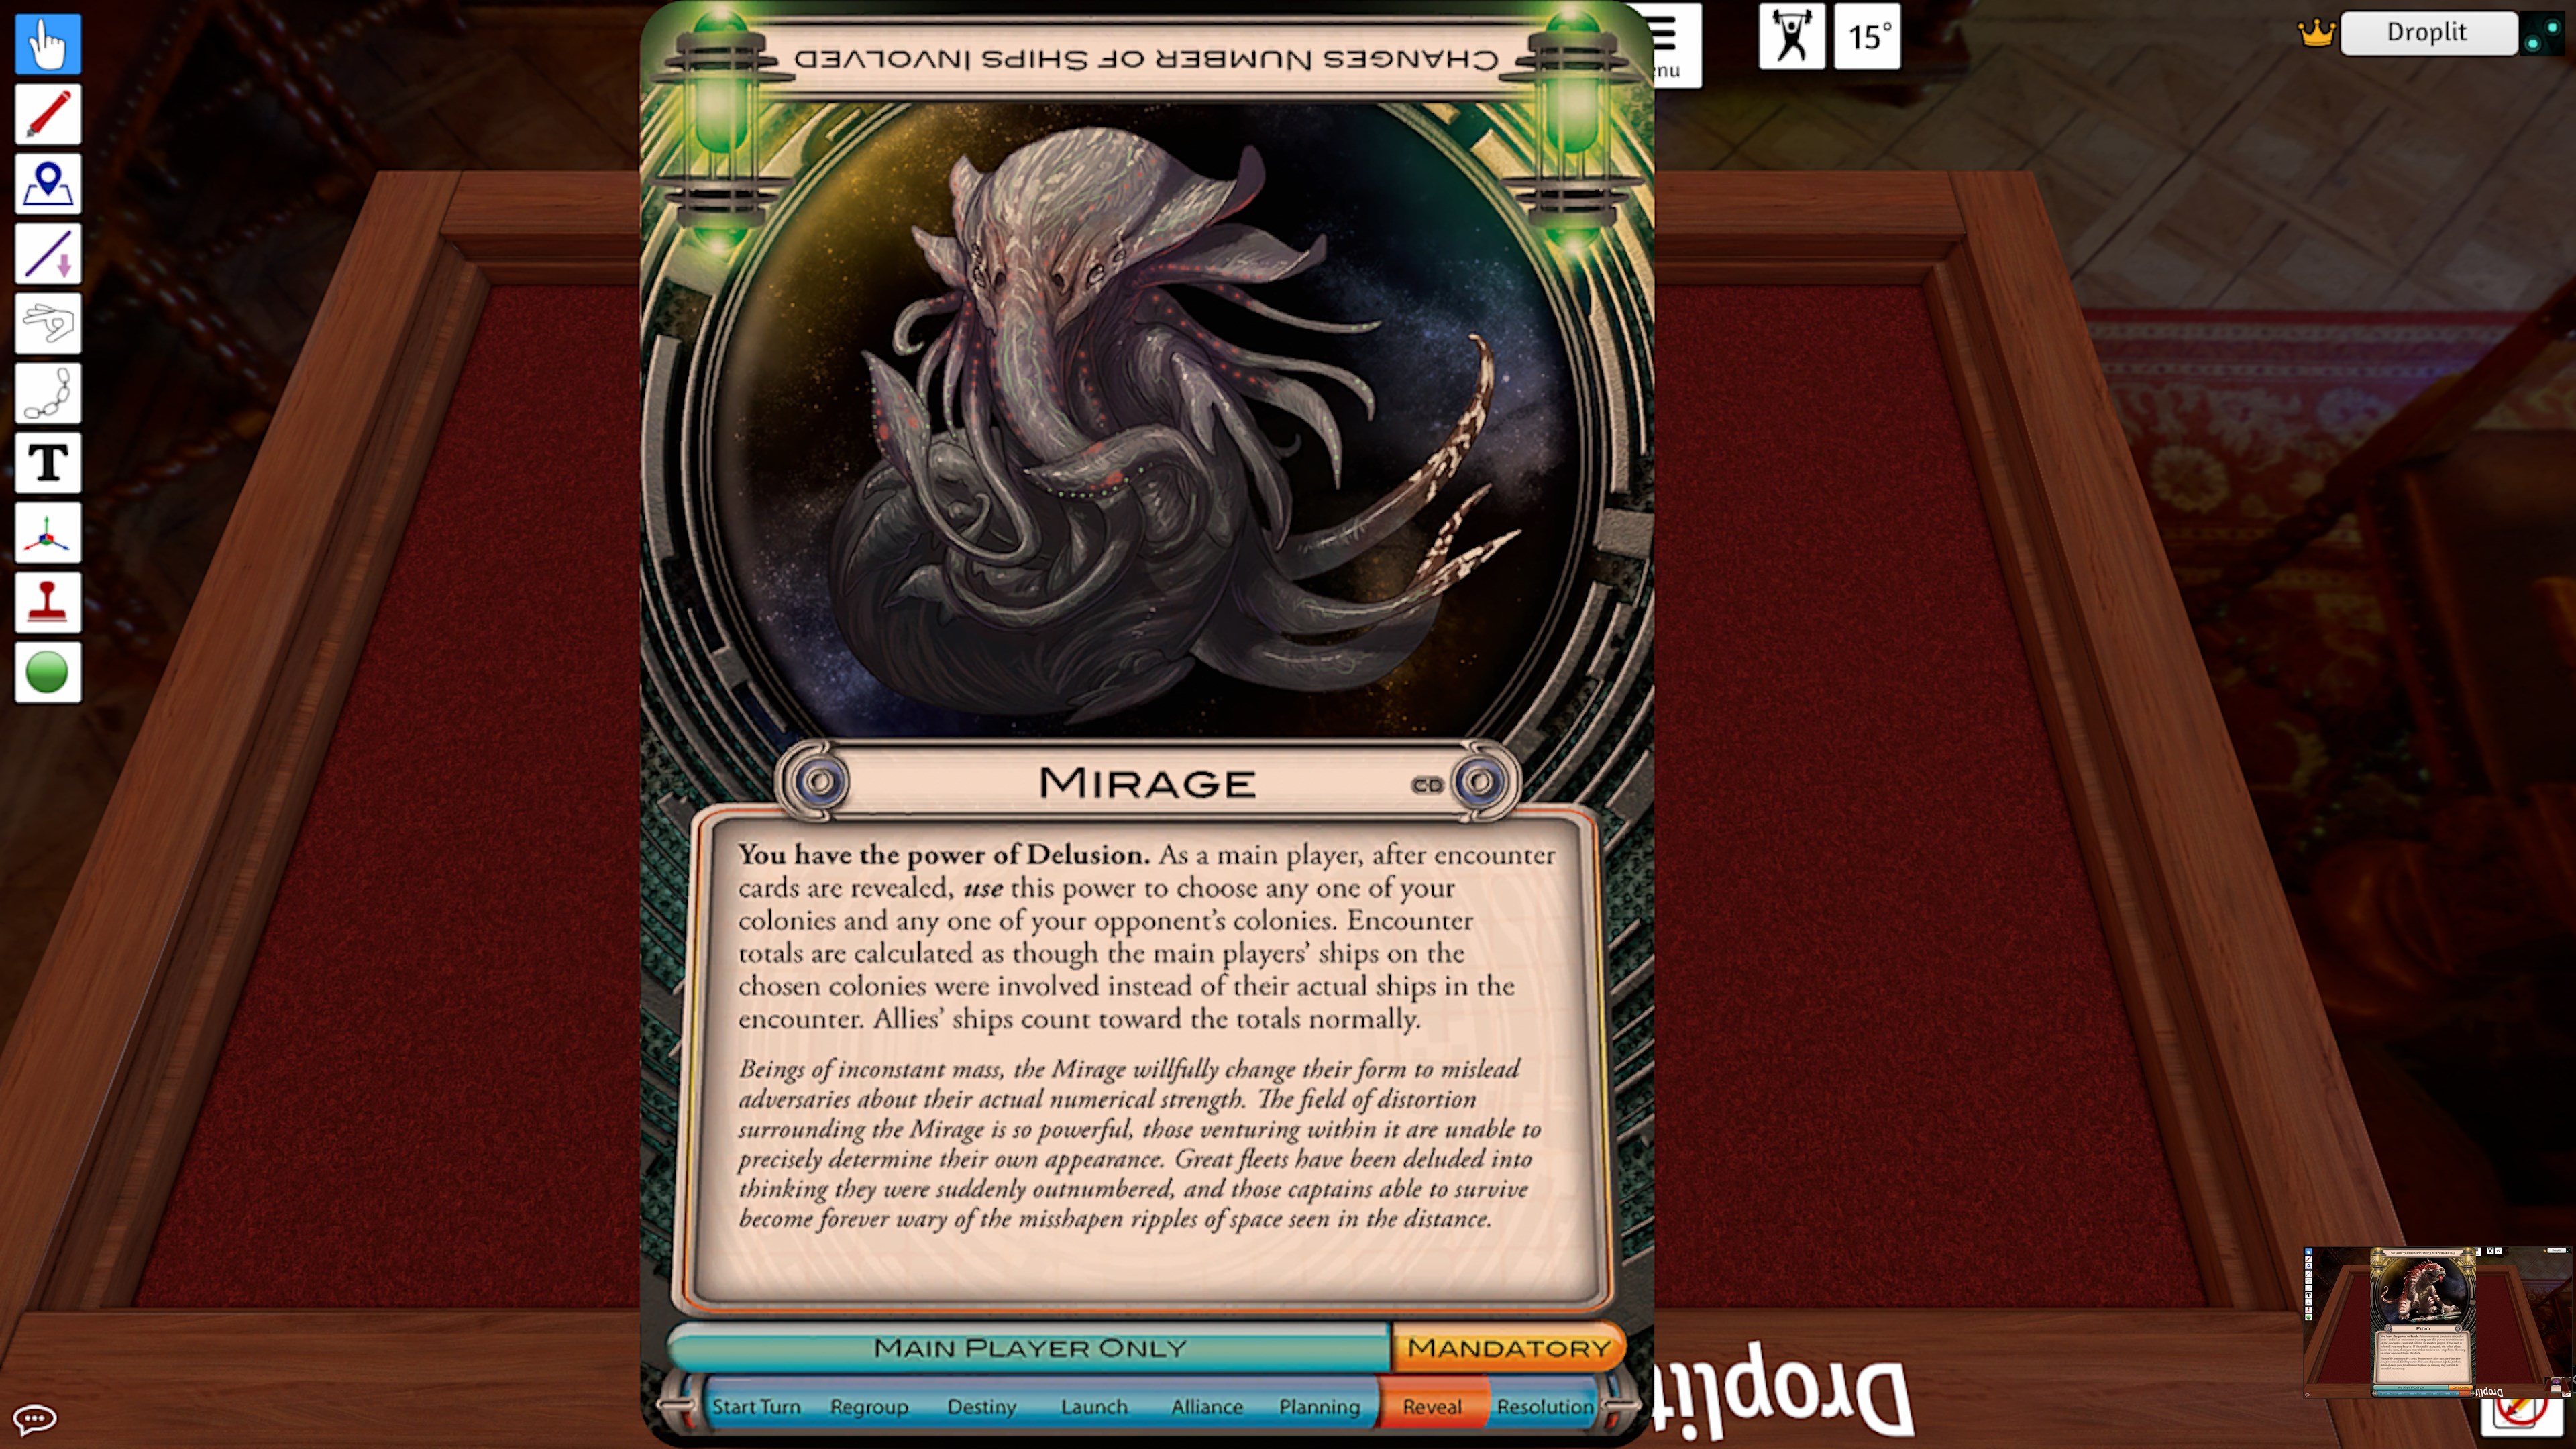 CHANGES NUMBER OF SHIPS INVOLVED
nu
15°
Droplit
T
MIRAGE
CD
You have the power of Delusion. As a main player, after encounter
cards are revealed, use this power to choose any one of your
colonies and any one of your opponent's colonies. Encounter
totals are calculated as though the main players' ships on the
chosen colonies were involved instead of their actual ships in the
encounter. Allies' ships count toward the totals normally.
Beings of inconstant mass, the Mirage willfully change their form to mislead
adversaries about their actual numerical strength. The field of distortion
surrounding the Mirage is so powerful, those venturing within it are unable to
precisely determine their own appearance. Great fleets have been deluded into
thinking they were suddenly outnumbered, and those captains able to survive
become forever wary of the misshapen ripples of space seen in the distance.
MAIN PLAYER ONLY
MANDATORY
Start Turn Regroup Destiny Launch Alliance Planning Reveal Resolution
Droplit
FIDO